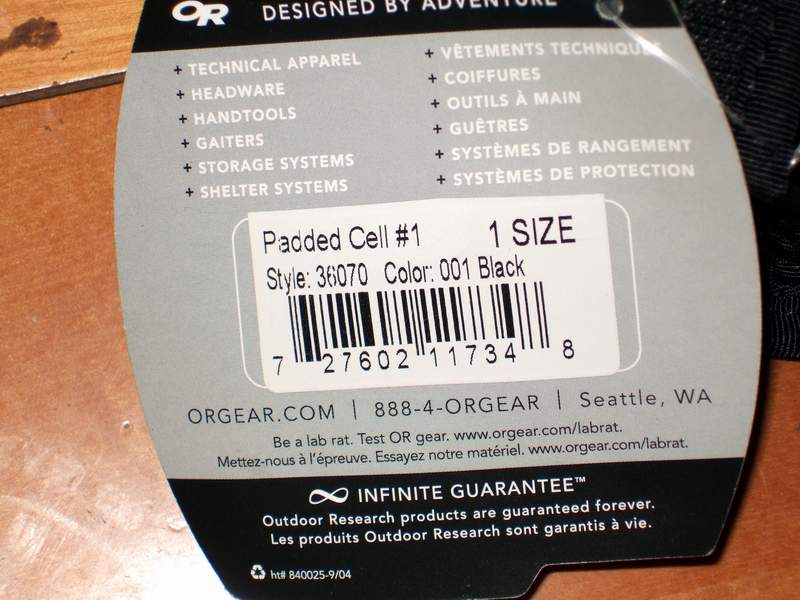 OR DESIGNED BY ADVENTURE
+ TECHNICAL APPAREL
+ HEADWARE
+ HANDTOOLS
+ GAITERS
+ STORAGE SYSTEMS
+ SHELTER SYSTEMS
+ VÊTEMENTS TECHNIQUES
+ COIFFURES
+ OUTILS À MAIN
+ GUÊTRES
+ SYSTÈMES DE RANGEMENT
+ SYSTÈMES DE PROTECTION
Padded Cell #1 1 SIZE
Style: 36070 Color: 001 Black
7 27602 11734 8
ORGEAR.COM | 888-4-ORGEAR | Seattle, WA
Be a lab rat. Test OR gear. www.orgear.com/labrat.
Mettez-nous à l'épreuve. Essayez notre matériel. www.orgear.com/labrat.
INFINITE GUARANTEE™
Outdoor Research products are guaranteed forever.
Les produits Outdoor Research sont garantis à vie.
ht# 840025-9/04